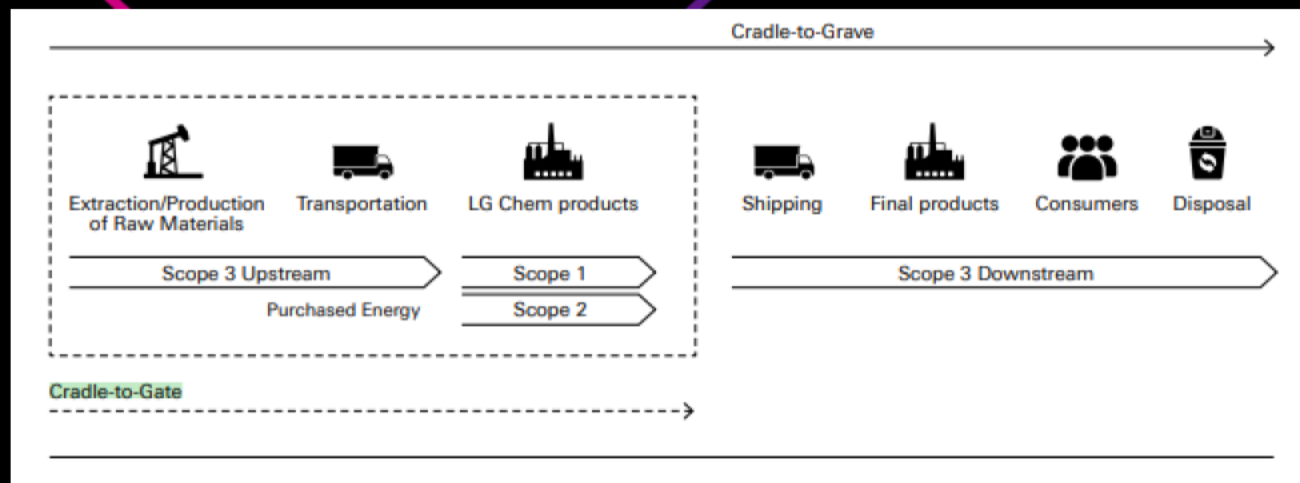 Cradle-to-Grave
Extraction/Production
of Raw Materials
Transportation
LG Chem products
Shipping
Final products
Consumers
Disposal
Scope 3 Upstream
Scope 1
Scope 3 Downstream
Purchased Energy
Scope 2
Cradle-to-Gate